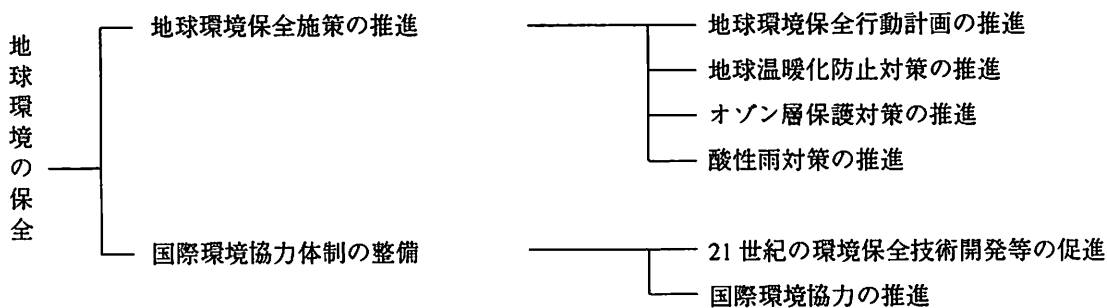 地球環境の保全
地球環境保全施策の推進
地球環境保全行動計画の推進
地球温暖化防止対策の推進
オゾン層保護対策の推進
酸性雨対策の推進
国際環境協力体制の整備
21世紀の環境保全技術開発等の促進
国際環境協力の推進